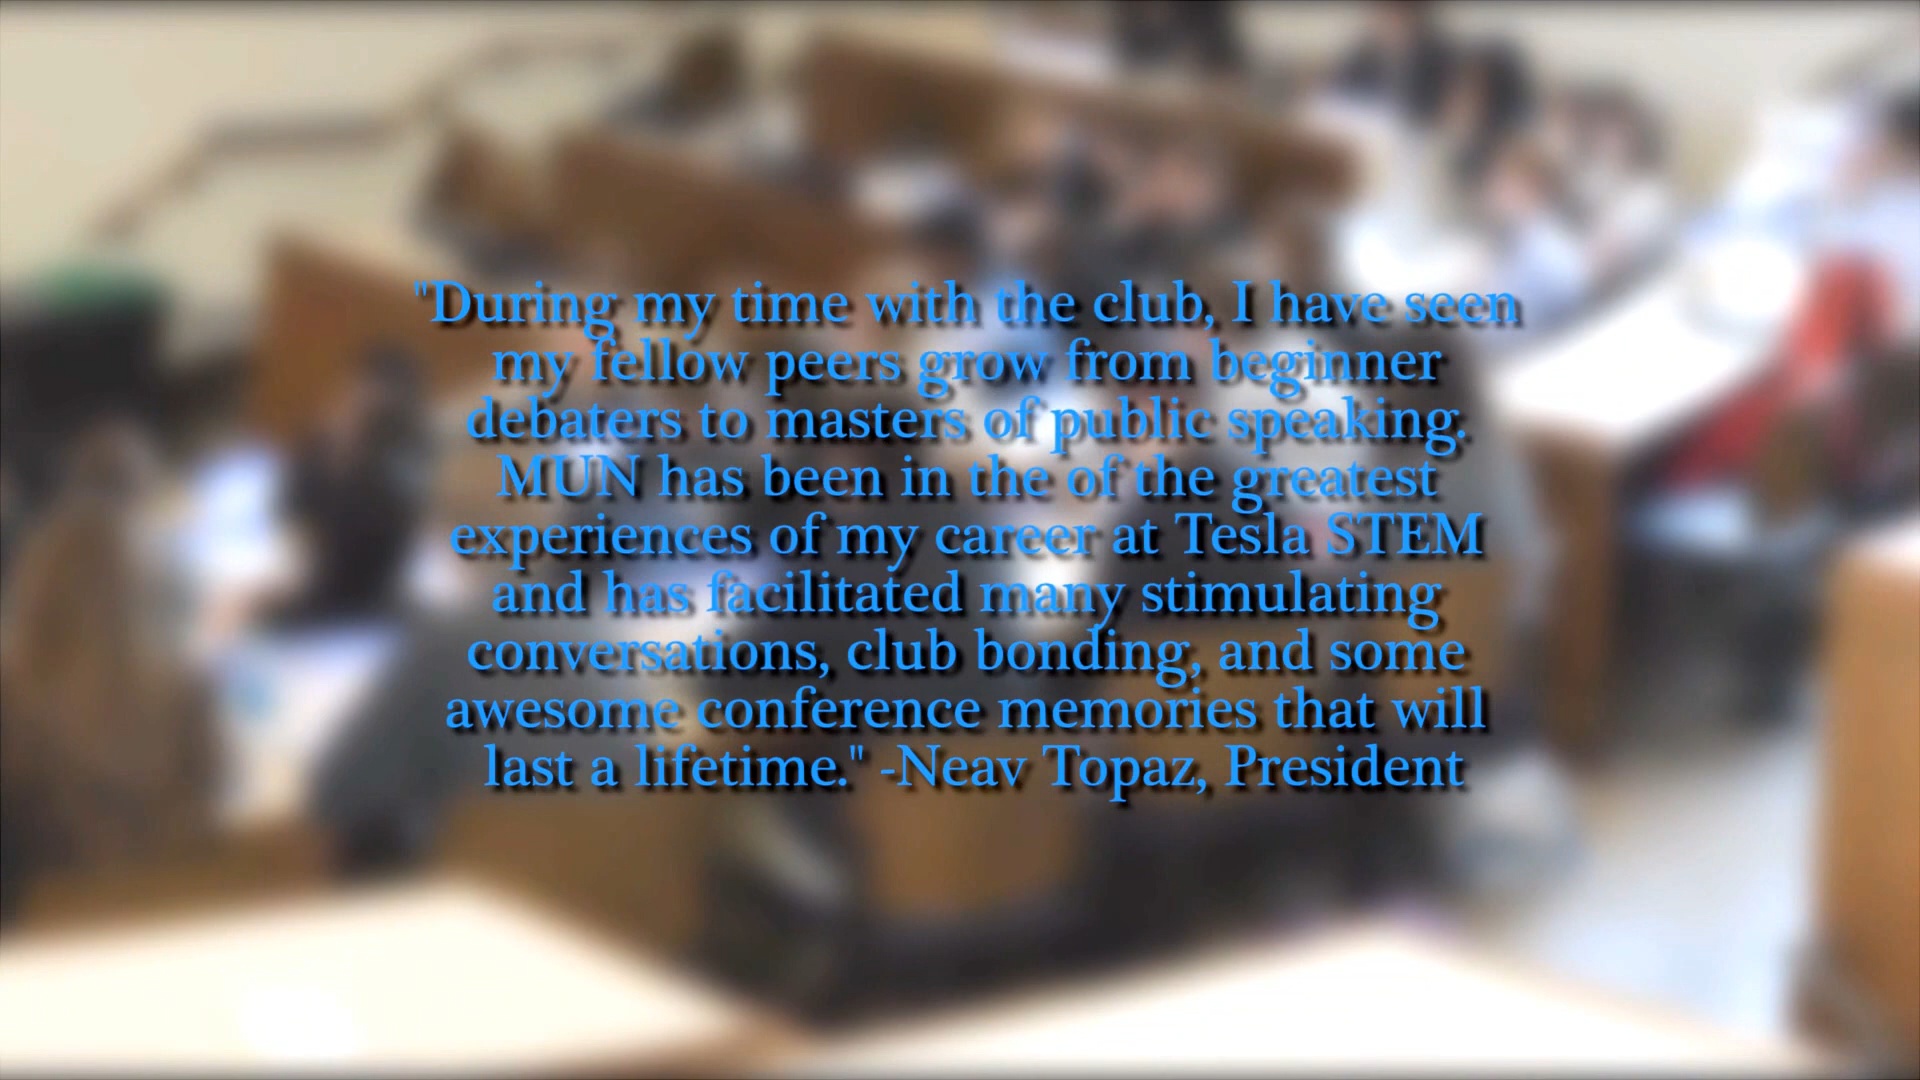 "During my time with the club, I have seen
my fellow peers grow from beginner
debaters to masters of public speaking.
MUN has been in the of the greatest
experiences of my career at Tesla STEM
and has facilitated many stimulating
conversations, club bonding, and some
awesome conference memories that will
last a lifetime." -Neav Topaz, President